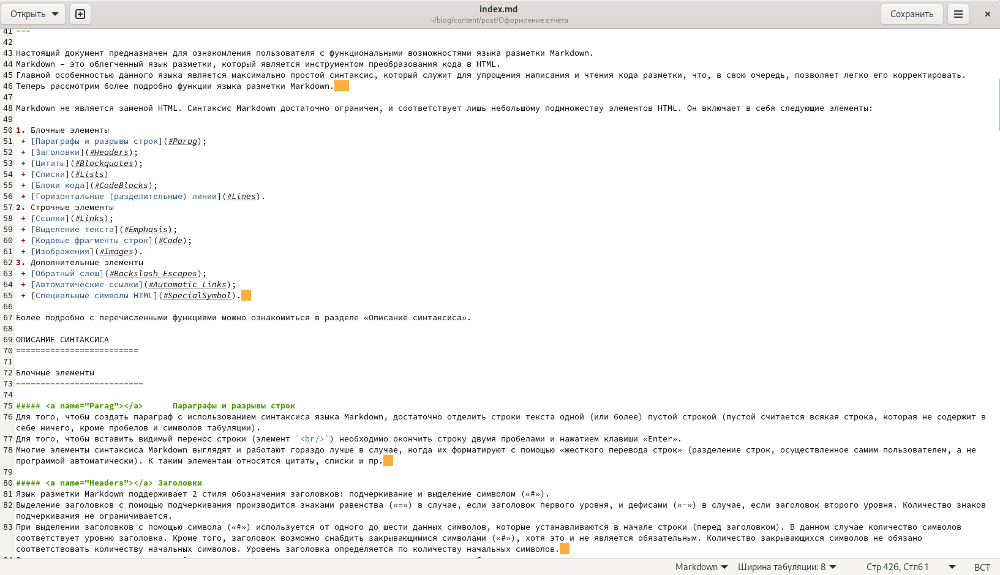 Открыть
index.md
~/blog/content/post/Оформление отчёта
Сохранить
41 ---
42
43 Настоящий документ предназначен для ознакомления пользователя с функциональными возможностями языка разметки Markdown.
44 Markdown – это облегченный язык разметки, который является инструментом преобразования кода в HTML.
45 Главной особенностью данного языка является максимально простой синтаксис, который служит для упрощения написания и чтения кода разметки, что, в свою очередь, позволяет легко его корректировать.
46 Теперь рассмотрим более подробно функции языка разметки Markdown.
47
48 Markdown не является заменой HTML. Синтаксис Markdown достаточно ограничен, и соответствует лишь небольшому подмножеству элементов HTML. Он включает в себя следующие элементы:
49
50 1. Блочные элементы
51 + [Параграфы и разрывы строк](#Parag);
52 + [Заголовки](#Headers);
53 + [Цитаты](#Blockquotes);
54 + [Списки](#Lists)
55 + [Блоки кода](#CodeBlocks);
56 + [Горизонтальные (разделительные) линии](#Lines).
57 2. Строчные элементы
58 + [Ссылки](#Links);
59 + [Выделение текста](#Emphasis);
60 + [Кодовые фрагменты строк](#Code);
61 + [Изображения](#Images).
62 3. Дополнительные элементы
63 + [Обратный слеш](#Backslash Escapes);
64 + [Автоматические ссылки](#Automatic Links);
65 + [Специальные символы HTML](#SpecialSymbol).
66
67 Более подробно с перечисленными функциями можно ознакомиться в разделе «Описание синтаксиса».
68
69 ОПИСАНИЕ СИНТАКСИСА
70 =========================
71
72 Блочные элементы
73 --------------------------
74
75 ##### <a name="Parag"></a>      Параграфы и разрывы строк
76 Для того, чтобы создать параграф с использованием синтаксиса языка Markdown, достаточно отделить строки текста одной (или более) пустой строкой (пустой считается всякая строка, которая не содержит в
себе ничего, кроме пробелов и символов табуляции).
77 Для того, чтобы вставить видимый перенос строки (элемент `<br/>`) необходимо окончить строку двумя пробелами и нажатием клавиши «Enter».
78 Многие элементы синтаксиса Markdown выглядят и работают гораздо лучше в случае, когда их форматируют с помощью «жесткого перевода строк» (разделение строк, осуществленное самим пользователем, а не
программой автоматически). К таким элементам относятся цитаты, списки и пр.
79
80 ##### <a name="Headers"></a> Заголовки
81 Язык разметки Markdown поддерживает 2 стиля обозначения заголовков: подчеркивание и выделение символом («#»).
82 Выделение заголовков с помощью подчеркивания производится знаками равенства («=») в случае, если заголовок первого уровня, и дефисами («-») в случае, если заголовок второго уровня. Количество знаков
подчеркивания не ограничивается.
83 При выделении заголовков с помощью символа («#») используется от одного до шести данных символов, которые устанавливаются в начале строки (перед заголовком). В данном случае количество символов
соответствует уровню заголовка. Кроме того, заголовок возможно снабдить закрывающимися символами («#»), хотя это и не является обязательным. Количество закрывающихся символов не обязано
соответствовать количеству начальных символов. Уровень заголовка определяется по количеству начальных символов.
Markdown
Ширина табуляции: 8
Стр 426, Стлб 1
ВСТ